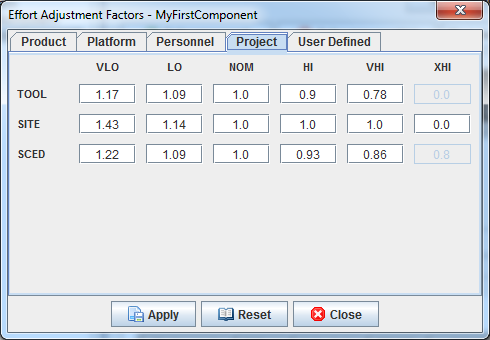 Effort Adjustment Factors - MyFirstComponent
Product Platform Personnel Project User Defined
VLO LO NOM HI VHI XHI
TOOL 1.17 1.09 1.0 0.9 0.78 0.0
SITE 1.43 1.14 1.0 1.0 1.0 0.0
SCED 1.22 1.09 1.0 0.93 0.86 0.8
Apply Reset Close